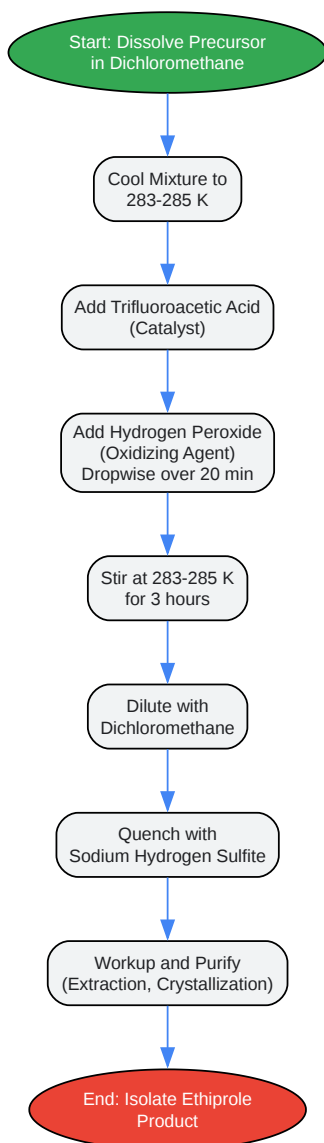 Start: Dissolve Precursor
in Dichloromethane
Cool Mixture to
283-285 K
Add Trifluoroacetic Acid
(Catalyst)
Add Hydrogen Peroxide
(Oxidizing Agent)
Dropwise over 20 min
Stir at 283-285 K
for 3 hours
Dilute with
Dichloromethane
Quench with
Sodium Hydrogen Sulfite
Workup and Purify
(Extraction, Crystallization)
End: Isolate Ethiprole
Product